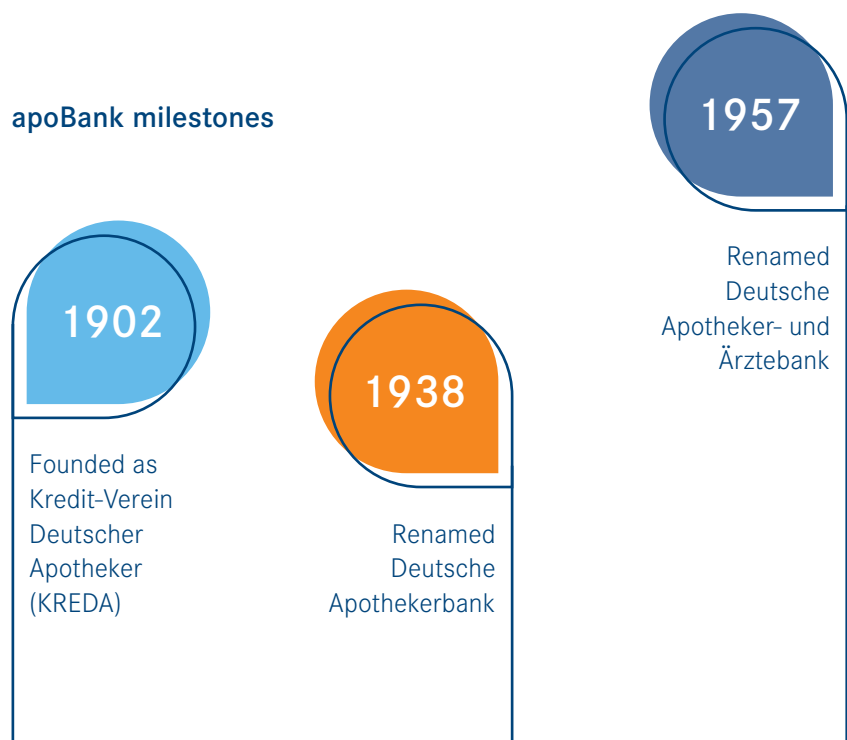 apoBank milestones
1902
Founded as
Kredit-Verein
Deutscher
Apotheker
(KREDA)
1938
Renamed
Deutsche
Apothekerbank
1957
Renamed
Deutsche
Apotheker- und
Ärztebank